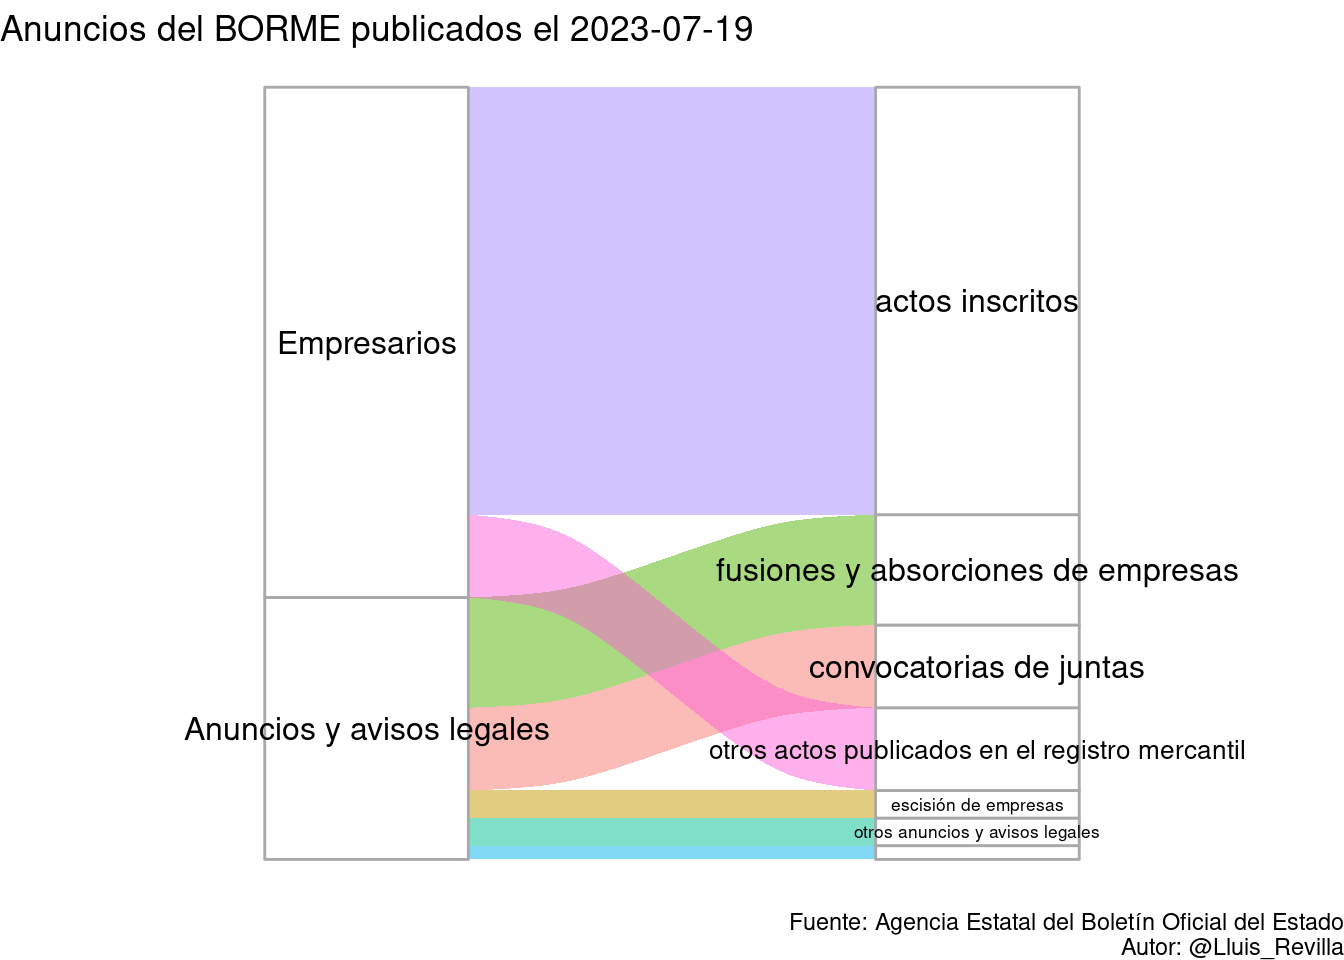 Anuncios del BORME publicados el 2023-07-19
actos inscritos
Empresarios
fusiones y absorciones de empresas
convocatorias de juntas
Anuncios y avisos legales
otros actos publicados en el registro mercantil
escisión de empresas
otros anuncios y avisos legales
Fuente: Agencia Estatal del Boletín Oficial del Estado
Autor: @Lluis_Revilla